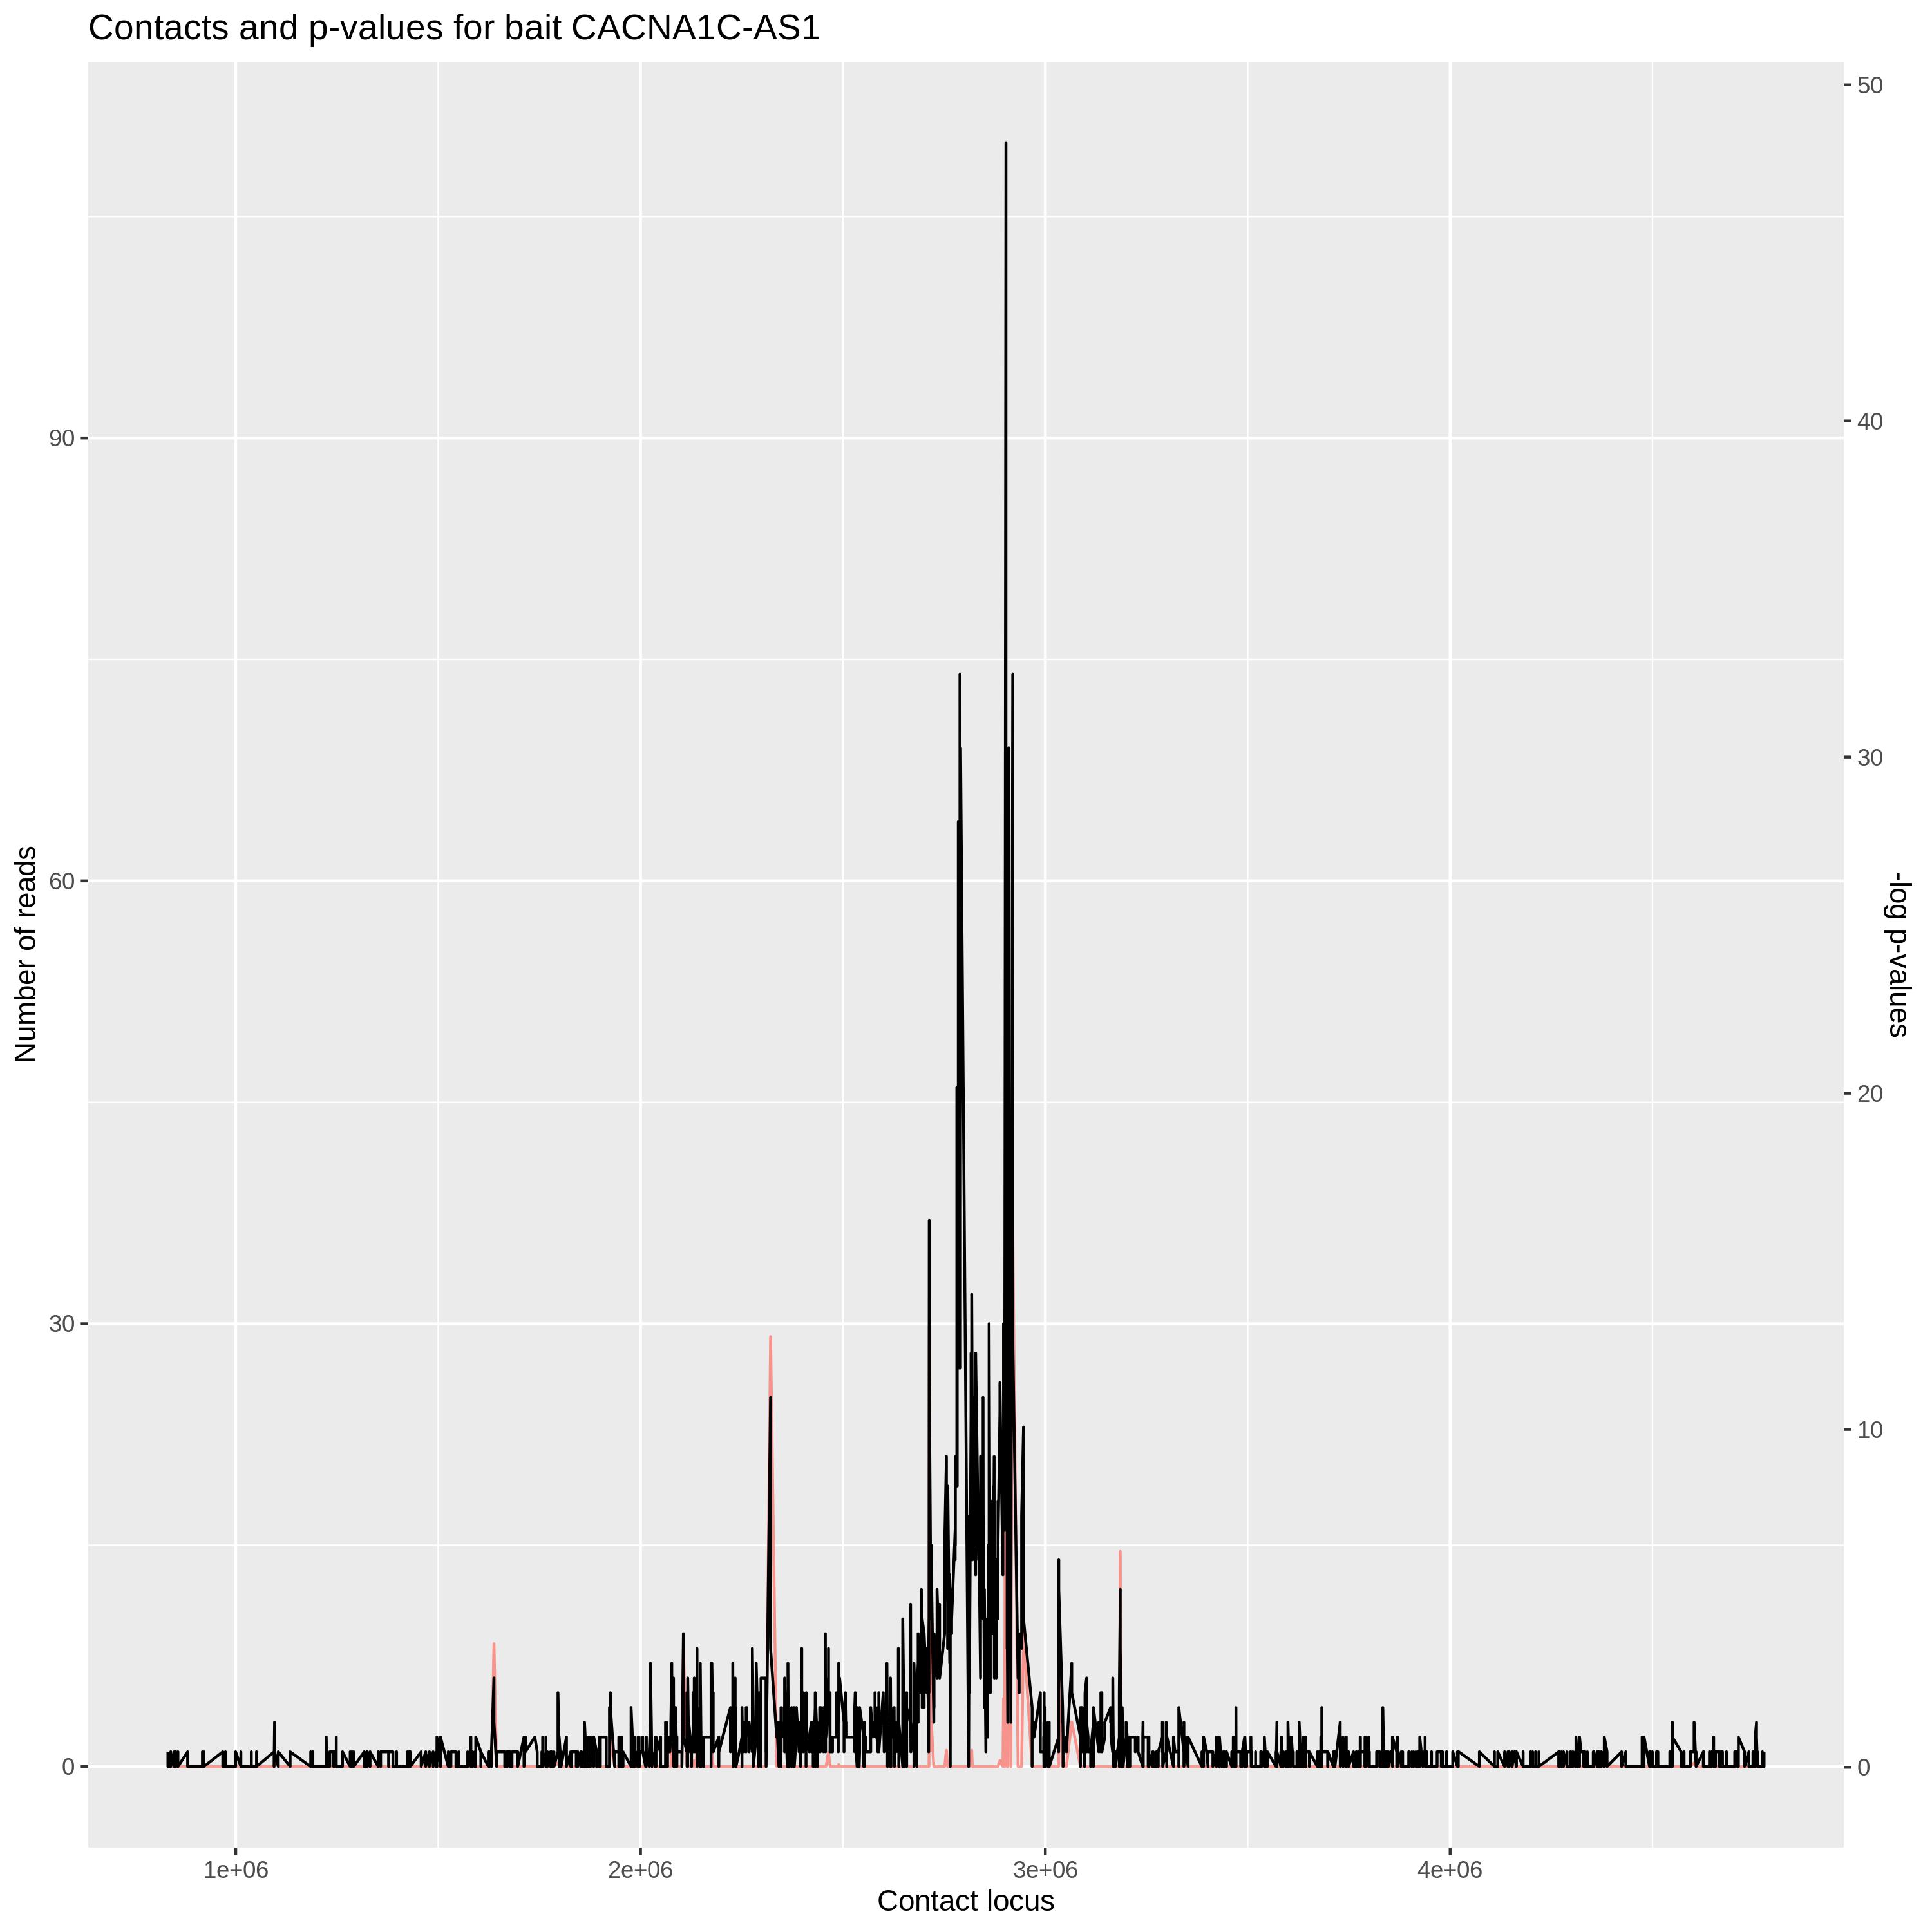 Contacts and p-values for bait CACNA1C-AS1
50
40
90
30
60
20
30
10
0
0
Number of reads
-log p-values
1e+06
2e+06
3e+06
4e+06
Contact locus